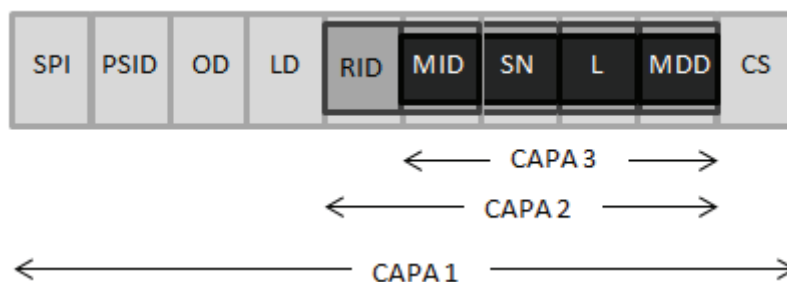 SPI PSID OD LD RID MID SN L MDD CS
CAPA 3
CAPA 2
CAPA 1